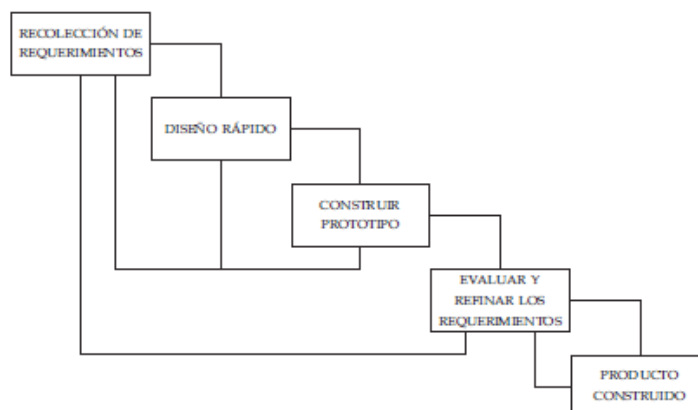 RECOLECCIÓN DE
REQUERIMIENTOS
DISEÑO RÁPIDO
CONSTRUIR
PROTOTIPO
EVALUAR Y
REFINAR LOS
REQUERIMIENTOS
PRODUCTO
CONSTRUIDO